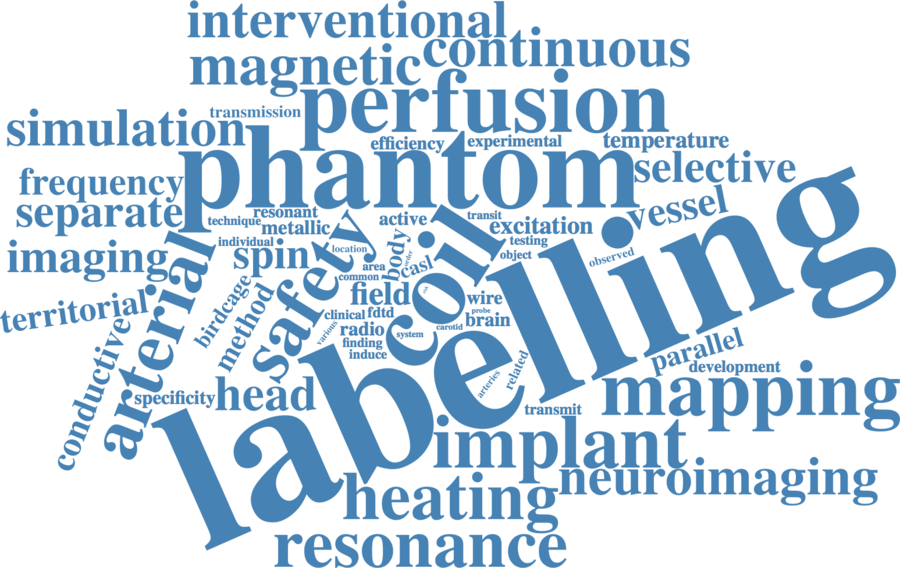 interventional
continuous
magnetic
perfusion
transmission
simulation
efficiency
experimental
temperature
phantom
selective
frequency
separate
technique
resonant
metallic
active
transit
excitation
vessel
imaging
individual
spin
safety
location
body
coil
testing
object
observed
labelling
arterial
territorial
birdcage
method
area
common
casl
field
wire
probe
brain
clinical
fdtd
various
radio
system
carotid
finding
induce
conductive
specificity
head
arteries
related
parallel
development
transmit
mapping
implant
neuroimaging
heating
resonance